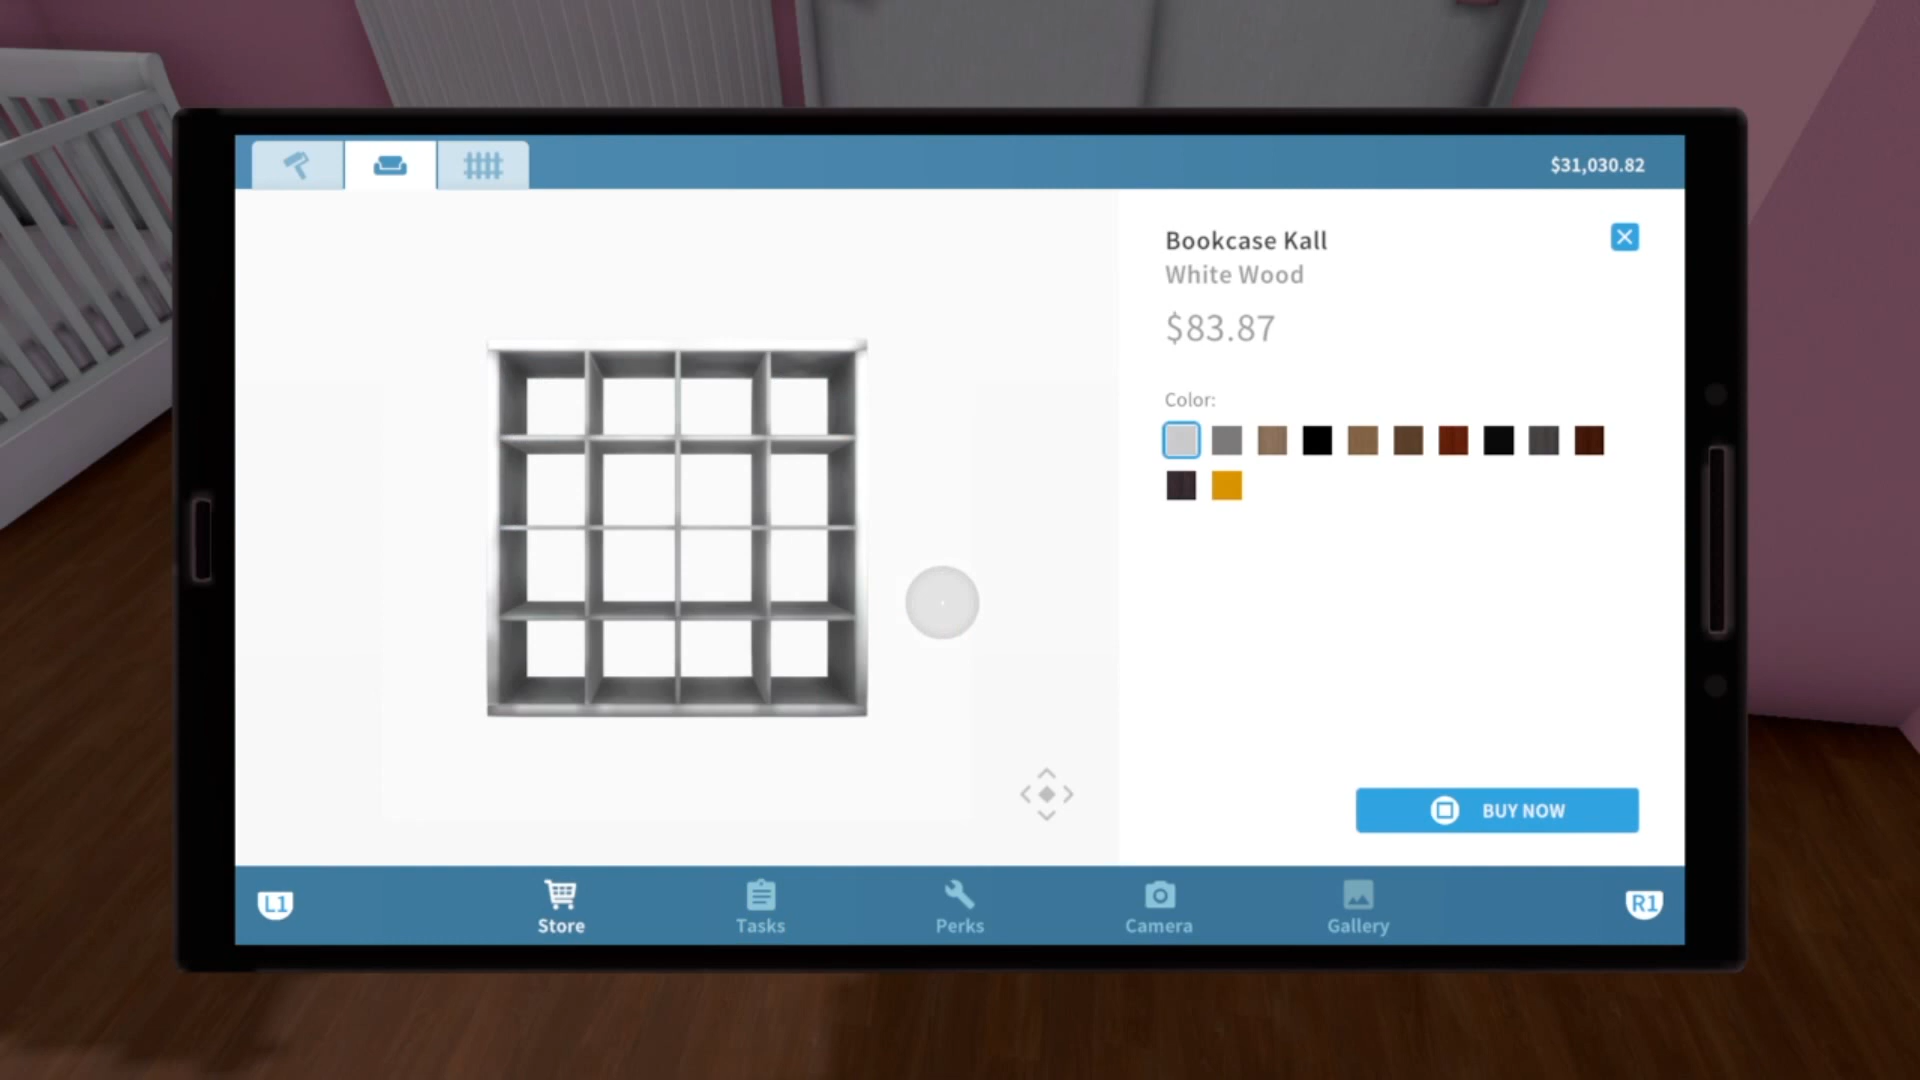 $31,030.82
Bookcase Kall
White Wood
$83.87
Color:
BUY NOW
L1
Store
Tasks
Perks
Camera
Gallery
R1